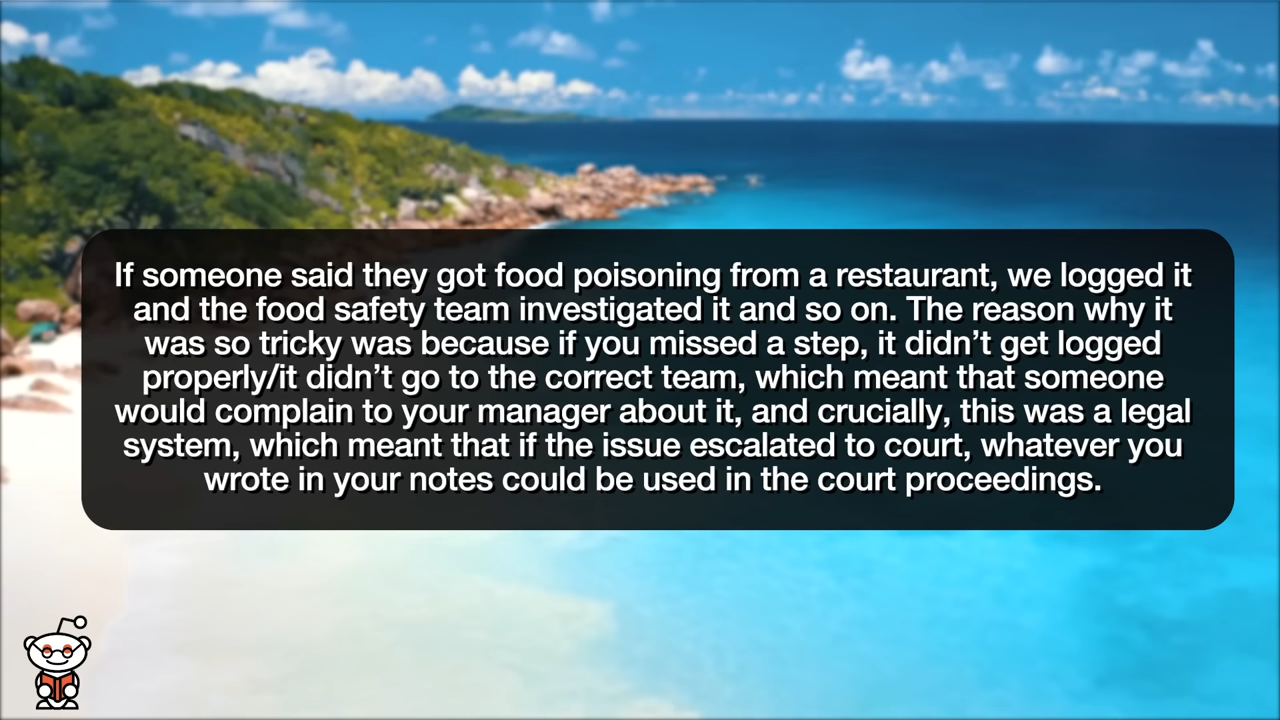 If someone said they got food poisoning from a restaurant, we logged it
and the food safety team investigated it and so on. The reason why it
was so tricky was because if you missed a step, it didn’t get logged
properly/it didn’t go to the correct team, which meant that someone
would complain to your manager about it, and crucially, this was a legal
system, which meant that if the issue escalated to court, whatever you
wrote in your notes could be used in the court proceedings.